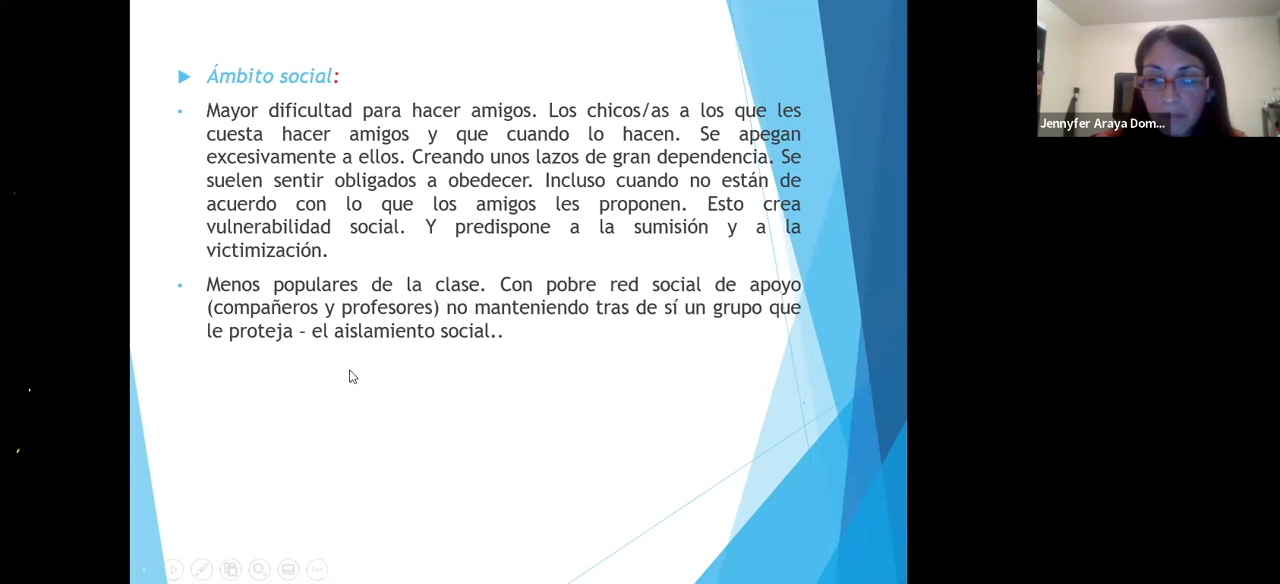 Ámbito social:
Mayor dificultad para hacer amigos. Los chicos/as a los que les
cuesta hacer amigos y que cuando lo hacen. Se apegan
excesivamente a ellos. Creando unos lazos de gran dependencia. Se
suelen sentir obligados a obedecer. Incluso cuando no están de
acuerdo con lo que los amigos les proponen. Esto crea
vulnerabilidad social. Y predispone a la sumisión y a la
victimización.
Menos populares de la clase. Con pobre red social de apoyo
(compañeros y profesores) no manteniendo tras de sí un grupo que
le proteja – el aislamiento social..
Jennyfer Araya Dom...